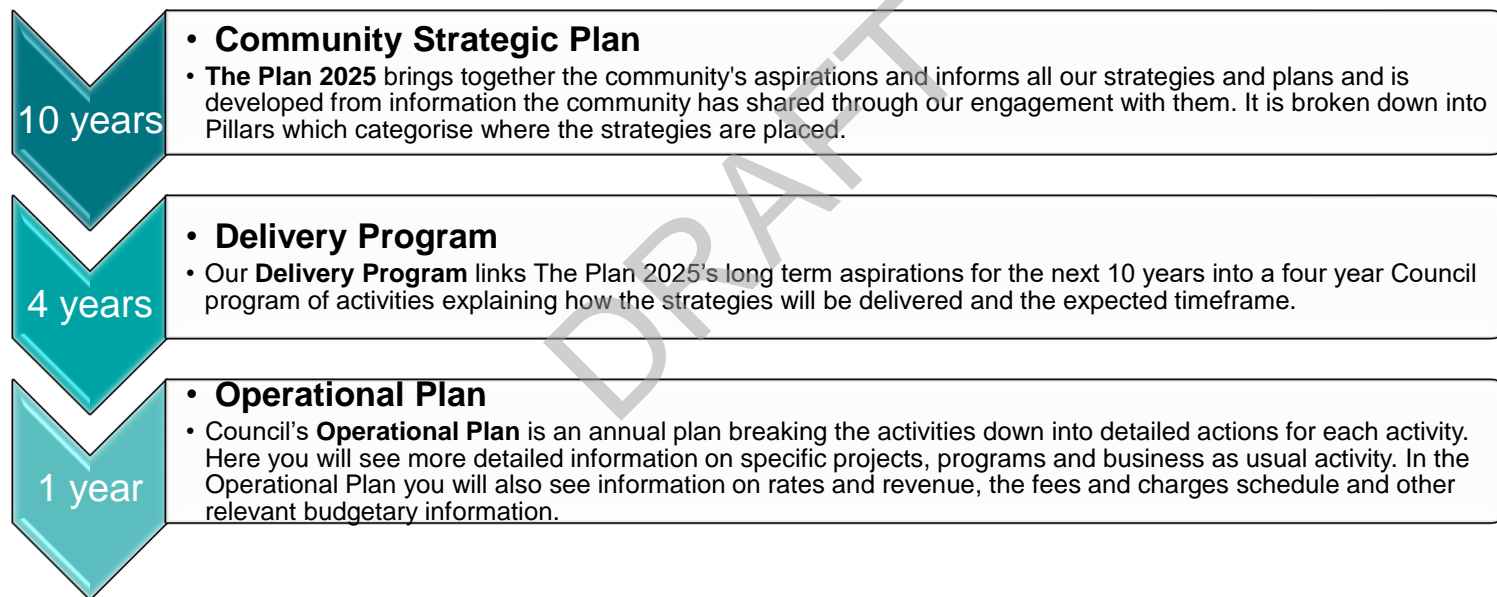 10 years
• Community Strategic Plan
• The Plan 2025 brings together the community's aspirations and informs all our strategies and plans and is
developed from information the community has shared through our engagement with them. It is broken down into
Pillars which categorise where the strategies are placed.
4 years
• Delivery Program
• Our Delivery Program links The Plan 2025’s long term aspirations for the next 10 years into a four year Council
program of activities explaining how the strategies will be delivered and the expected timeframe.
1 year
• Operational Plan
• Council’s Operational Plan is an annual plan breaking the activities down into detailed actions for each activity.
Here you will see more detailed information on specific projects, programs and business as usual activity. In the
Operational Plan you will also see information on rates and revenue, the fees and charges schedule and other
relevant budgetary information.
DRAFT